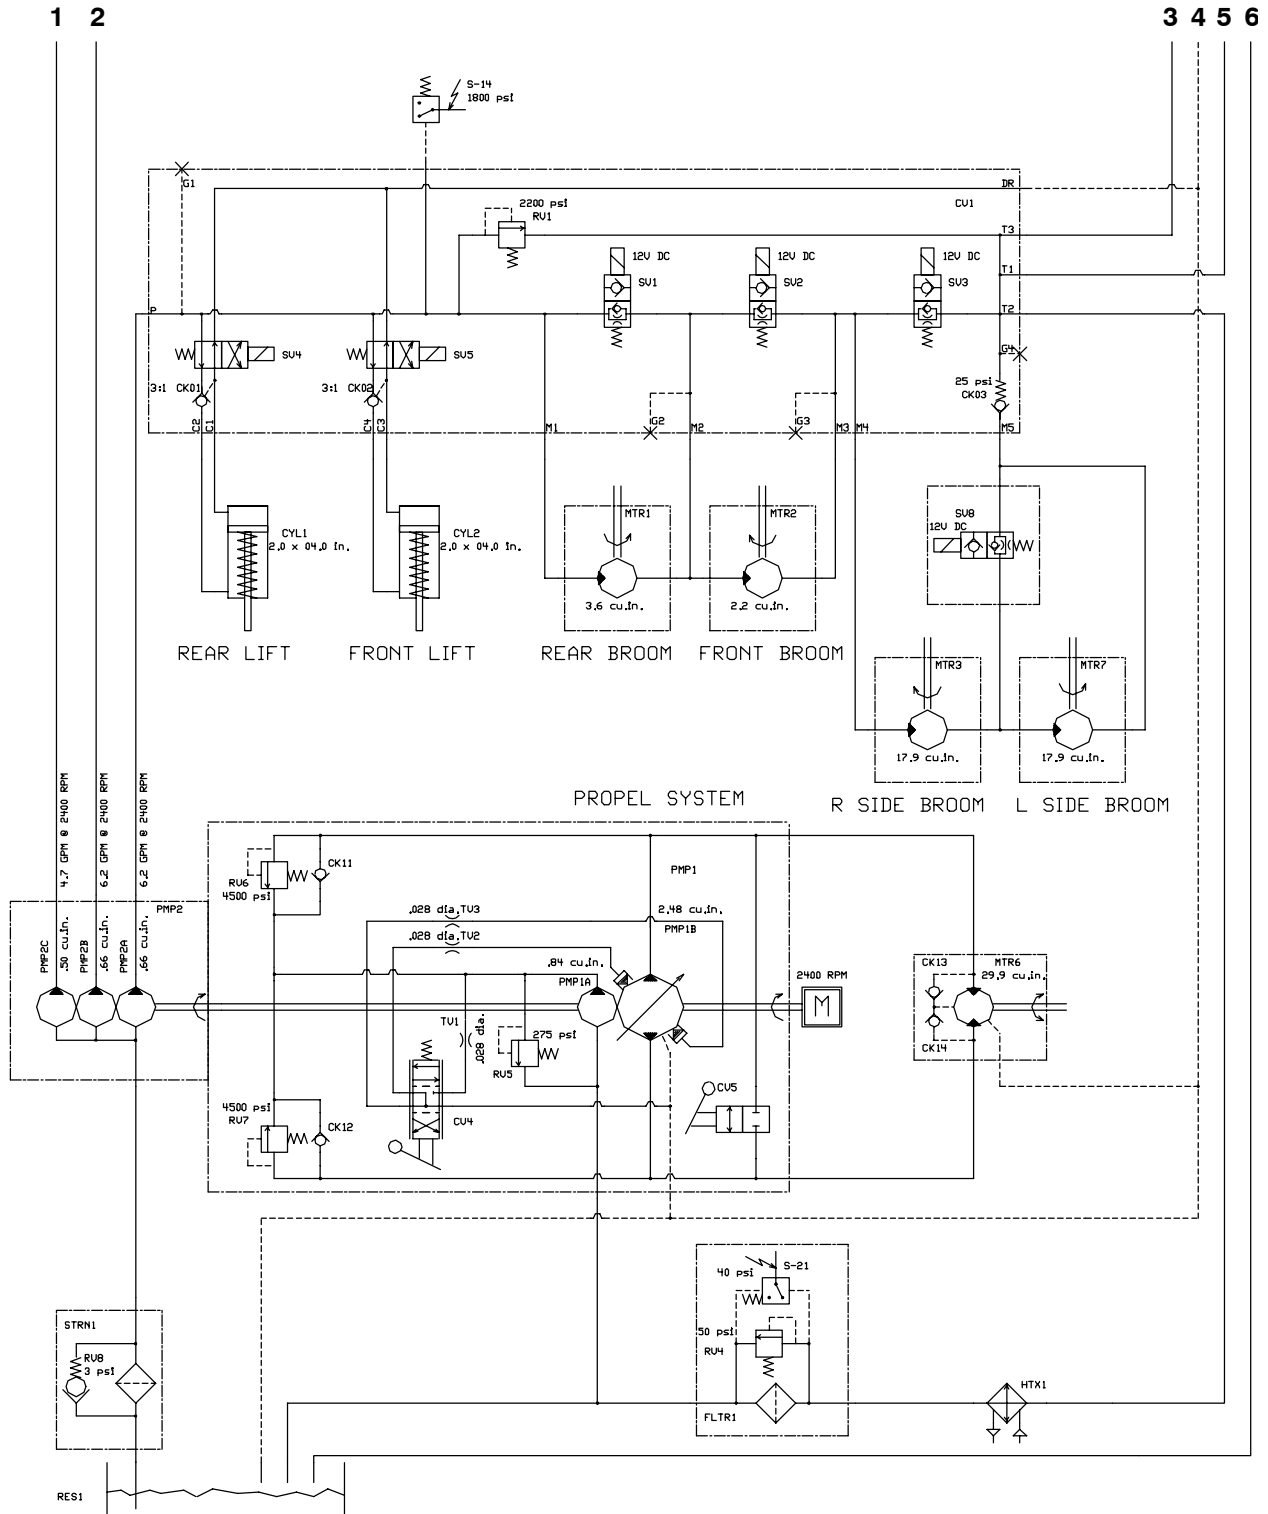 1 2 3 4 5 6
S-14
1800 psi
G1
DR
2200 psi
RV1
CV1
T3
12V DC
12V DC
12V DC
T1
SV1
SV2
SV3
P
T2
SV4
SV5
G4
3:1 CK01
3:1 CK02
25 psi
CK03
C2
C1
C4
C3
M1
G2
M2
G3
M3
M4
M5
CYL1
2.0 x 04.0 in.
CYL2
2.0 x 04.0 in.
MTR1
MTR2
SV8
12V DC
3.6 cu.in.
2.2 cu.in.
REAR LIFT
FRONT LIFT
REAR BROOM
FRONT BROOM
MTR3
MTR7
17.9 cu.in.
17.9 cu.in.
R SIDE BROOM
L SIDE BROOM
PROPEL SYSTEM
4.7 GPM @ 2400 RPM
6.2 GPM @ 2400 RPM
6.2 GPM @ 2400 RPM
PMP2
PMP2C
.50 cu.in.
PMP2B
.66 cu.in.
PMP2A
.66 cu.in.
RV6
4500 psi
CK11
PMP1
.028 dia.TV3
2.48 cu.in.
PMP1B
.028 dia.TV2
.84 cu.in.
PMP1A
2400 RPM
M
CK13
MTR6
29.9 cu.in.
CK14
TV1
.028 dia.
275 psi
RV5
CV4
CV5
4500 psi
RV7
CK12
S-21
40 psi
50 psi
RV4
FLTR1
HTX1
STRN1
RV8
3 psi
RES1